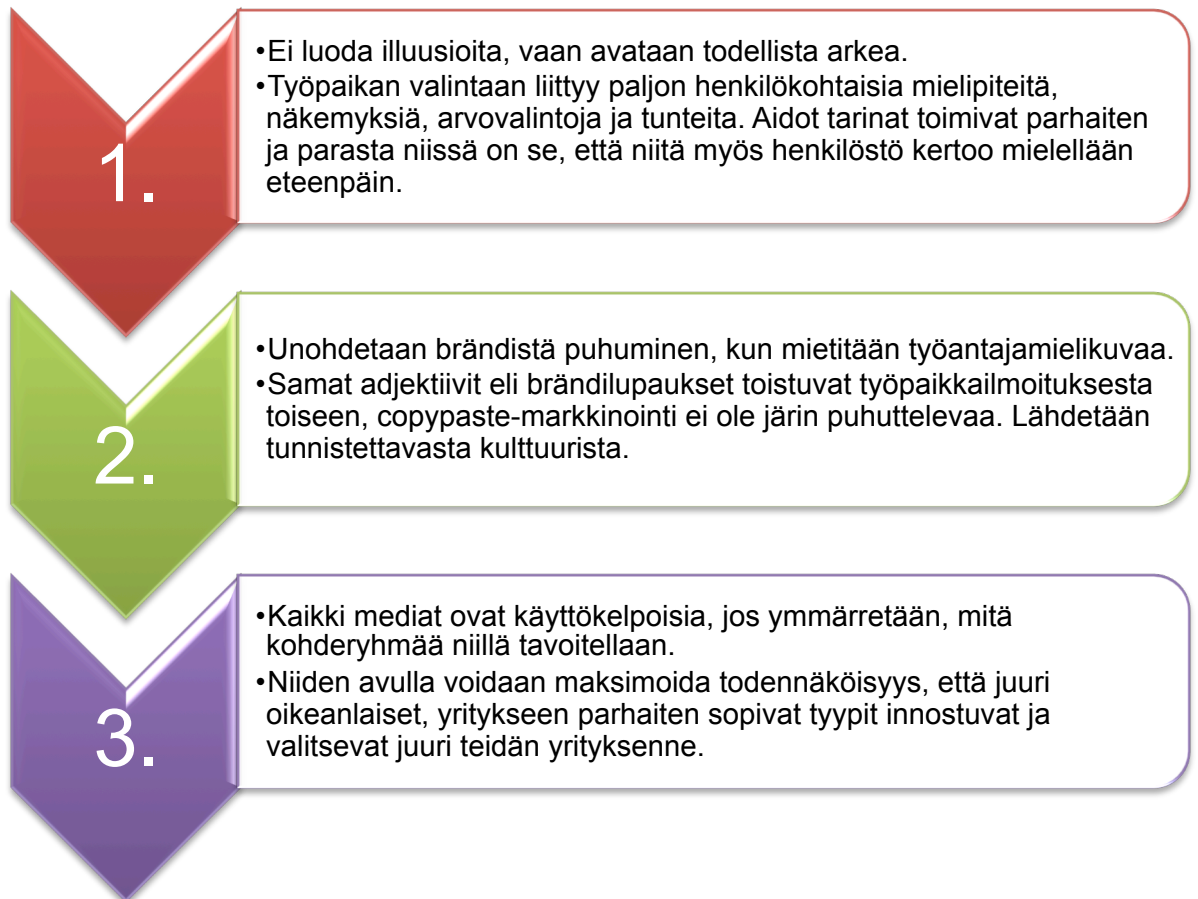 1.
•Ei luoda illuusioita, vaan avataan todellista arkea.
•Työpaikan valintaan liittyy paljon henkilökohtaisia mielipiteitä,
näkemyksiä, arvovalintoja ja tunteita. Aidot tarinat toimivat parhaiten
ja parasta niissä on se, että niitä myös henkilöstö kertoo mielellään
eteenpäin.
2.
•Unohdetaan brändistä puhuminen, kun mietitään työantajamielikuvaa.
•Samat adjektiivit eli brändilupaukset toistuvat työpaikkailmoituksesta
toiseen, copypaste-markkinointi ei ole järin puhuttelevaa. Lähdetään
tunnistettavasta kulttuurista.
3.
•Kaikki mediat ovat käyttökelpoisia, jos ymmärretään, mitä
kohderyhmää niillä tavoitellaan.
•Niiden avulla voidaan maksimoida todennäköisyys, että juuri
oikeanlaiset, yritykseen parhaiten sopivat tyypit innostuvat ja
valitsevat juuri teidän yrityksenne.